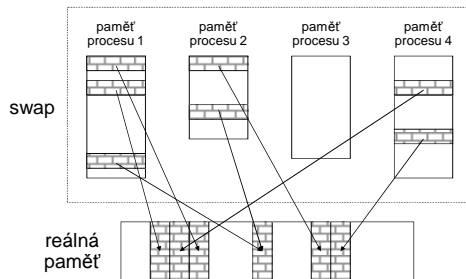 paměť
procesu 1
paměť
procesu 2
paměť
procesu 3
paměť
procesu 4
swap
reálná
paměť